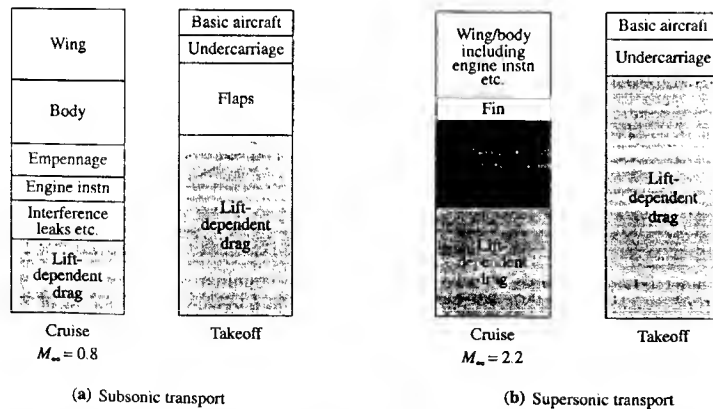 Wing
Body
Empennage
Engine instn
Interference
leaks etc.
Lift-
dependent
drag
Cruise
M∞ = 0.8
Basic aircraft
Undercarriage
Flaps
Lift-
dependent
drag
Takeoff
(a) Subsonic transport
Wing/body
including
engine instn
etc.
Fin
Lift-
dependent
drag
Cruise
M∞ = 2.2
Basic aircraft
Undercarriage
Lift-
dependent
drag
Takeoff
(b) Supersonic transport